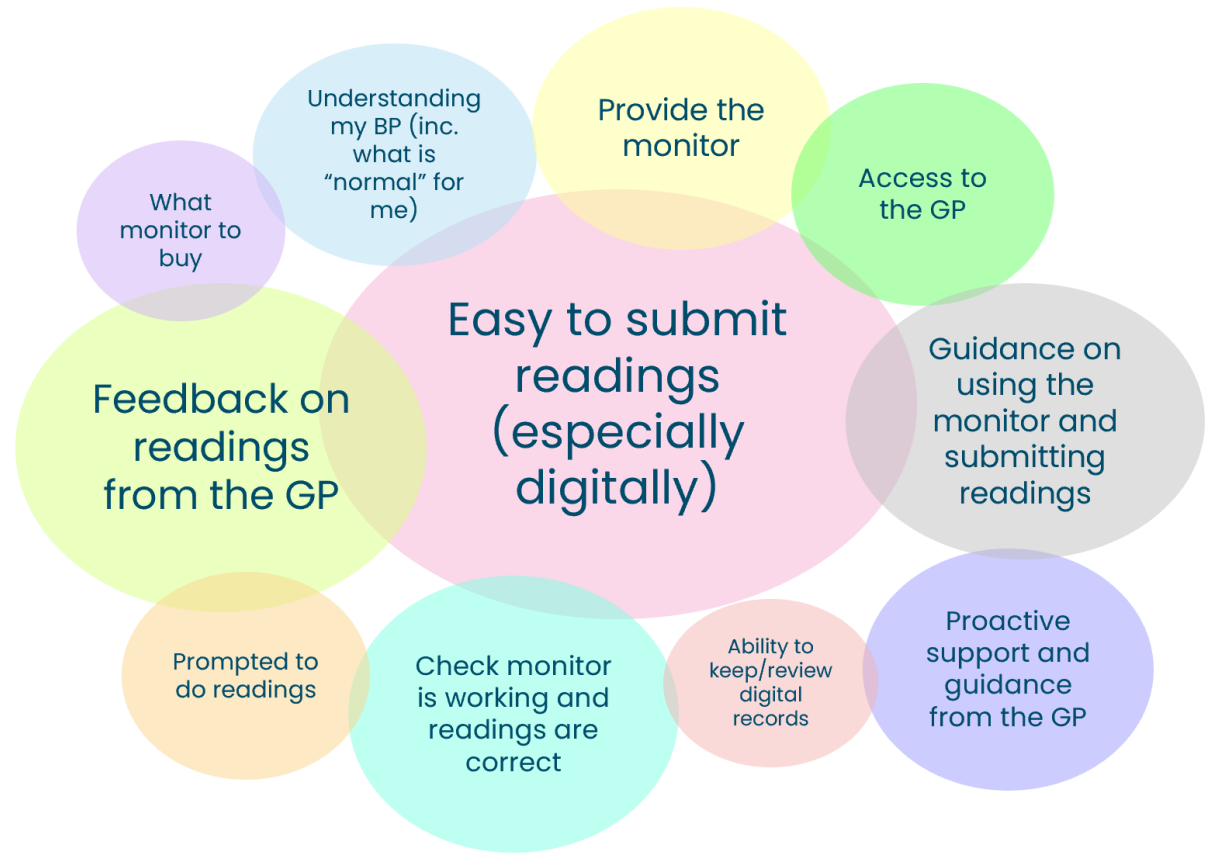 Understanding
my BP (inc.
what is
“normal” for
me)
Provide the
monitor
Access to
the GP
What
monitor to
buy
Easy to submit
readings
(especially
digitally)
Feedback on
readings
from the GP
Guidance on
using the
monitor and
submitting
readings
Prompted to
do readings
Check monitor
is working and
readings are
correct
Ability to
keep/review
digital
records
Proactive
support and
guidance
from the GP